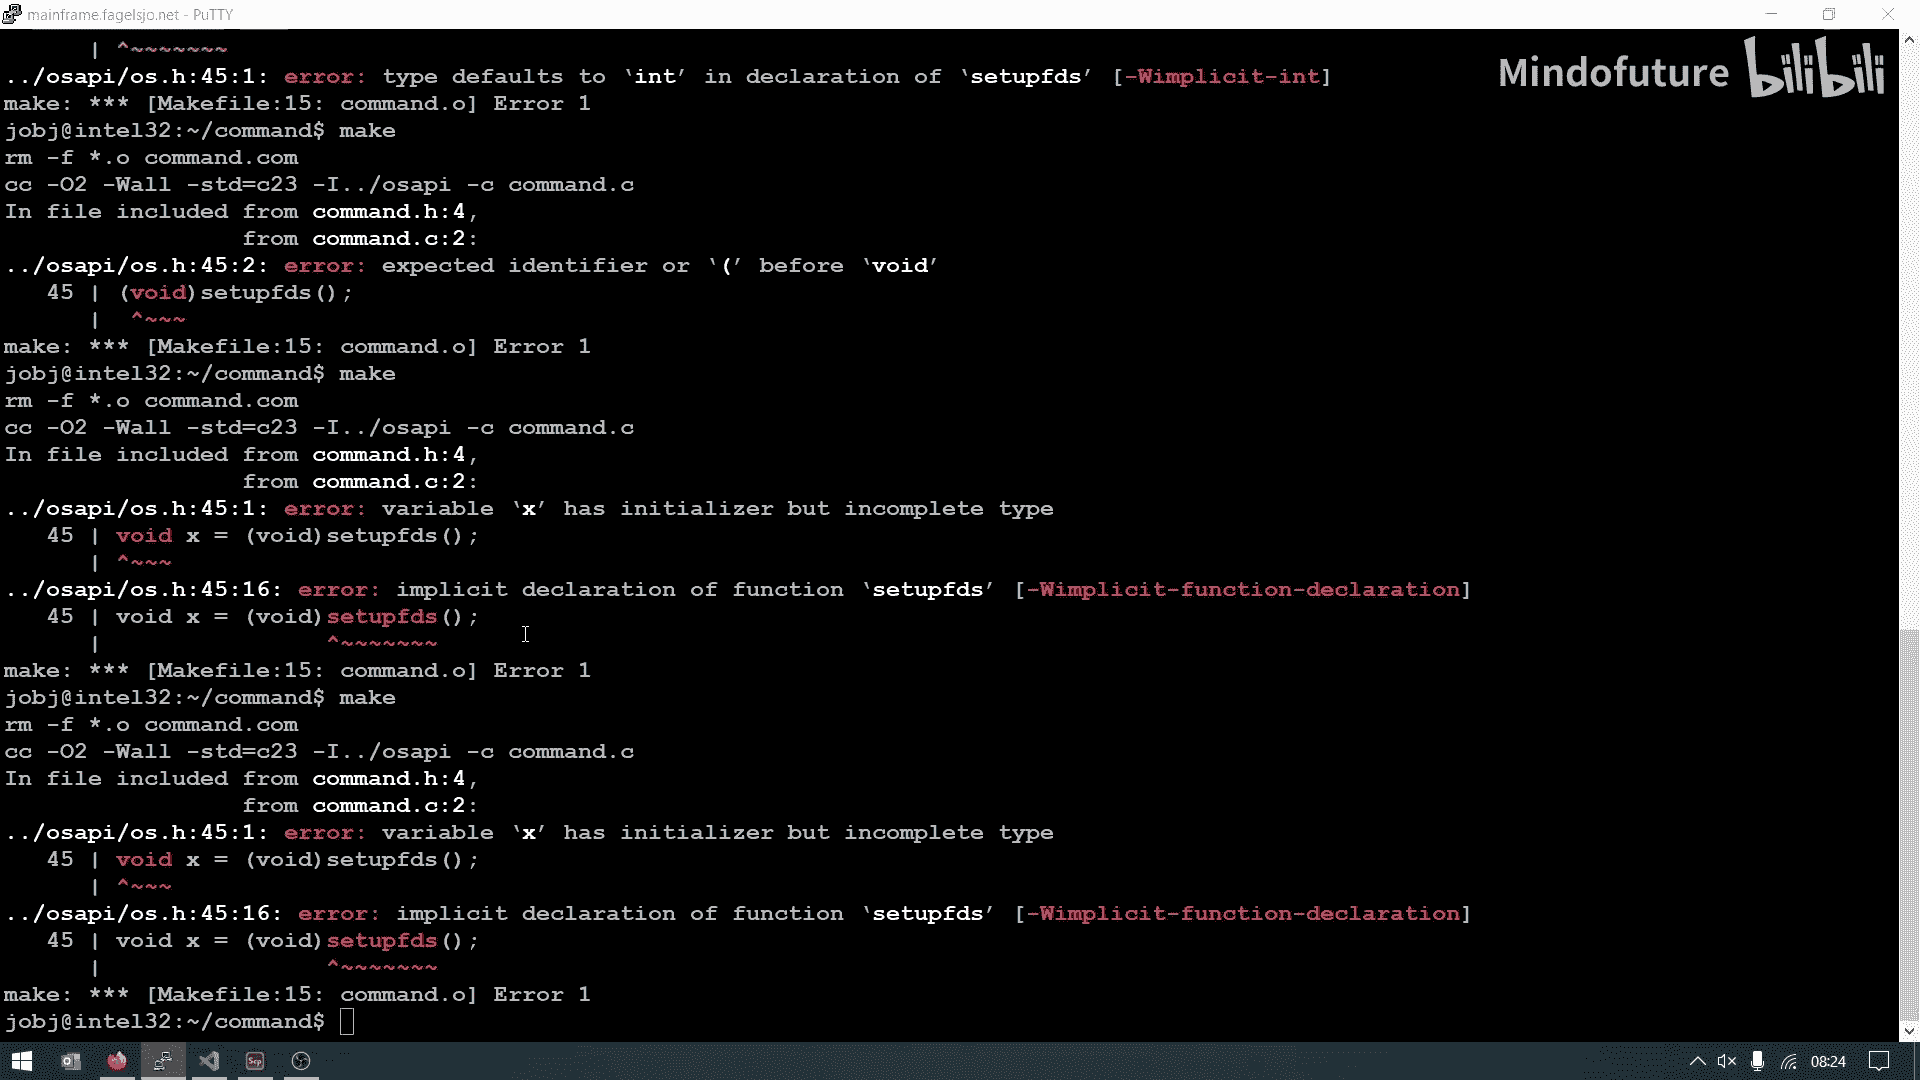 mainframe.fagelsjo.net - PuTTY
| ^~~~~~~~
../osapi/os.h:45:1: error: type defaults to ‘int’ in declaration of ‘setupfds’ [-Wimplicit-int]
Mindofuture bilibili
make: *** [Makefile:15: command.o] Error 1
jobj@intel32:~/command$ make
rm -f *.o command.com
cc -O2 -Wall -std=c23 -I../osapi -c command.c
In file included from command.h:4,
from command.c:2:
../osapi/os.h:45:2: error: expected identifier or ‘(’ before ‘void’
45 | (void)setupfds();
| ^~~~
make: *** [Makefile:15: command.o] Error 1
jobj@intel32:~/command$ make
rm -f *.o command.com
cc -O2 -Wall -std=c23 -I../osapi -c command.c
In file included from command.h:4,
from command.c:2:
../osapi/os.h:45:1: error: variable ‘x’ has initializer but incomplete type
45 | void x = (void)setupfds();
| ^~~~
../osapi/os.h:45:16: error: implicit declaration of function ‘setupfds’ [-Wimplicit-function-declaration]
45 | void x = (void)setupfds();
| ^~~~~~~~
make: *** [Makefile:15: command.o] Error 1
jobj@intel32:~/command$ make
rm -f *.o command.com
cc -O2 -Wall -std=c23 -I../osapi -c command.c
In file included from command.h:4,
from command.c:2:
../osapi/os.h:45:1: error: variable ‘x’ has initializer but incomplete type
45 | void x = (void)setupfds();
| ^~~~
../osapi/os.h:45:16: error: implicit declaration of function ‘setupfds’ [-Wimplicit-function-declaration]
45 | void x = (void)setupfds();
| ^~~~~~~~
make: *** [Makefile:15: command.o] Error 1
jobj@intel32:~/command$
08:24